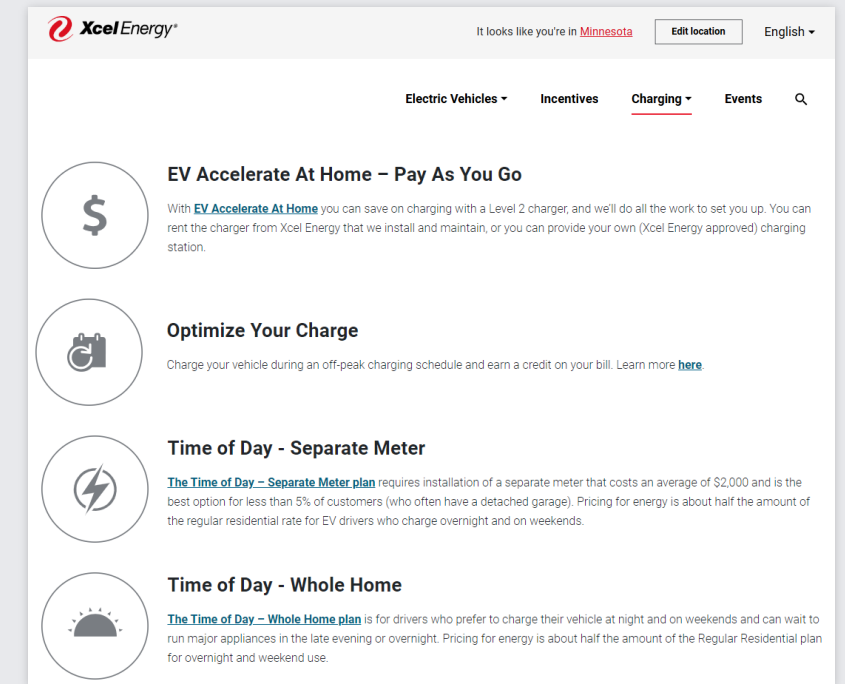 Xcel Energy®
It looks like you're in Minnesota
Edit location
English
Electric Vehicles
Incentives
Charging
Events
EV Accelerate At Home – Pay As You Go
With EV Accelerate At Home you can save on charging with a Level 2 charger, and we'll do all the work to set you up. You can
rent the charger from Xcel Energy that we install and maintain, or you can provide your own (Xcel Energy approved) charging
station.
Optimize Your Charge
Charge your vehicle during an off-peak charging schedule and earn a credit on your bill. Learn more here.
Time of Day - Separate Meter
The Time of Day – Separate Meter plan requires installation of a separate meter that costs an average of $2,000 and is the
best option for less than 5% of customers (who often have a detached garage). Pricing for energy is about half the amount of
the regular residential rate for EV drivers who charge overnight and on weekends.
Time of Day - Whole Home
The Time of Day – Whole Home plan is for drivers who prefer to charge their vehicle at night and on weekends and can wait to
run major appliances in the late evening or overnight. Pricing for energy is about half the amount of the Regular Residential plan
for overnight and weekend use.